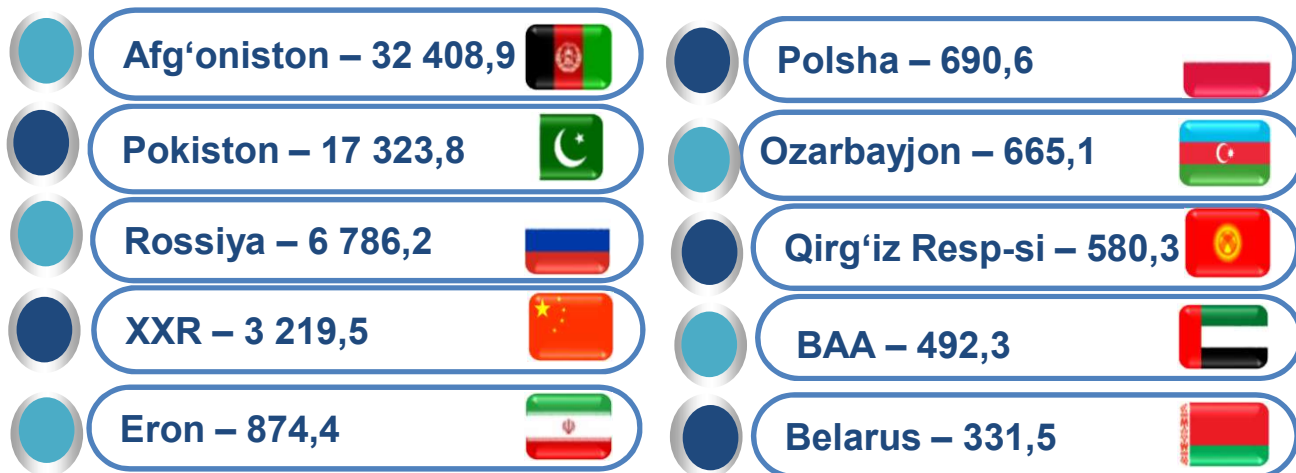 Afg‘oniston – 32 408,9
Pokiston – 17 323,8
Rossiya – 6 786,2
XXR – 3 219,5
Eron – 874,4
Polsha – 690,6
Ozarbayjon – 665,1
Qirg‘iz Resp-si – 580,3
BAA – 492,3
Belarus – 331,5